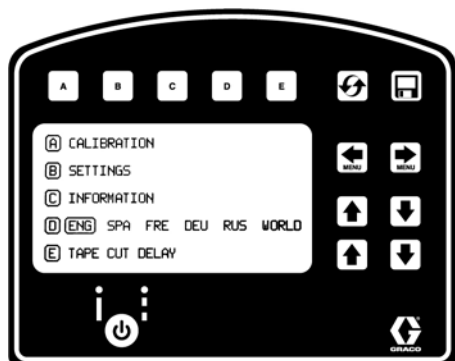 A B C D E
MENU MENU
A CALIBRATION
B SETTINGS
C INFORMATION
D ENG SPA FRE DEU RUS WORLD
E TAPE CUT DELAY
GRACO